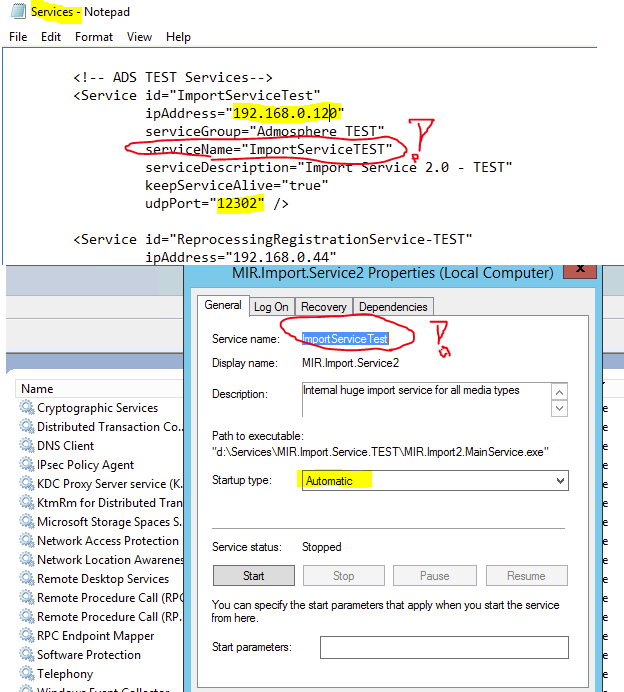 Services - Notepad
File Edit Format View Help
<!-- ADS TEST Services-->
<Service id="ImportServiceTest"
ipAddress="192.168.0.120"
serviceGroup="Admosphere TEST"
serviceName="ImportServiceTEST"
serviceDescription="Import Service 2.0 - TEST"
keepServiceAlive="true"
udpPort="12302" />
<Service id="ReprocessingRegistrationService-TEST"
ipAddress="192.168.0.44"
MIR.Import.Service2 Properties (Local Computer) x
General Log On Recovery Dependencies
Service name: ImportServiceTest
Display name: MIR.Import.Service2
Description: Internal huge import service for all media types
Path to executable:
"d:\Services\MIR.Import.Service.TEST\MIR.Import2.MainService.exe"
Startup type: Automatic
Service status: Stopped
Start Stop Pause Resume
You can specify the start parameters that apply when you start the service
from here.
Start parameters:
Name
Cryptographic Services
Distributed Transaction Co...
DNS Client
IPsec Policy Agent
KDC Proxy Server service (K...
KtmRm for Distributed Tran
Microsoft Storage Spaces S...
Network Access Protection
Network Location Awarenes
Remote Desktop Services
Remote Procedure Call (RPC
Remote Procedure Call (RP...
RPC Endpoint Mapper
Software Protection
Telephony
Windows Event Collector